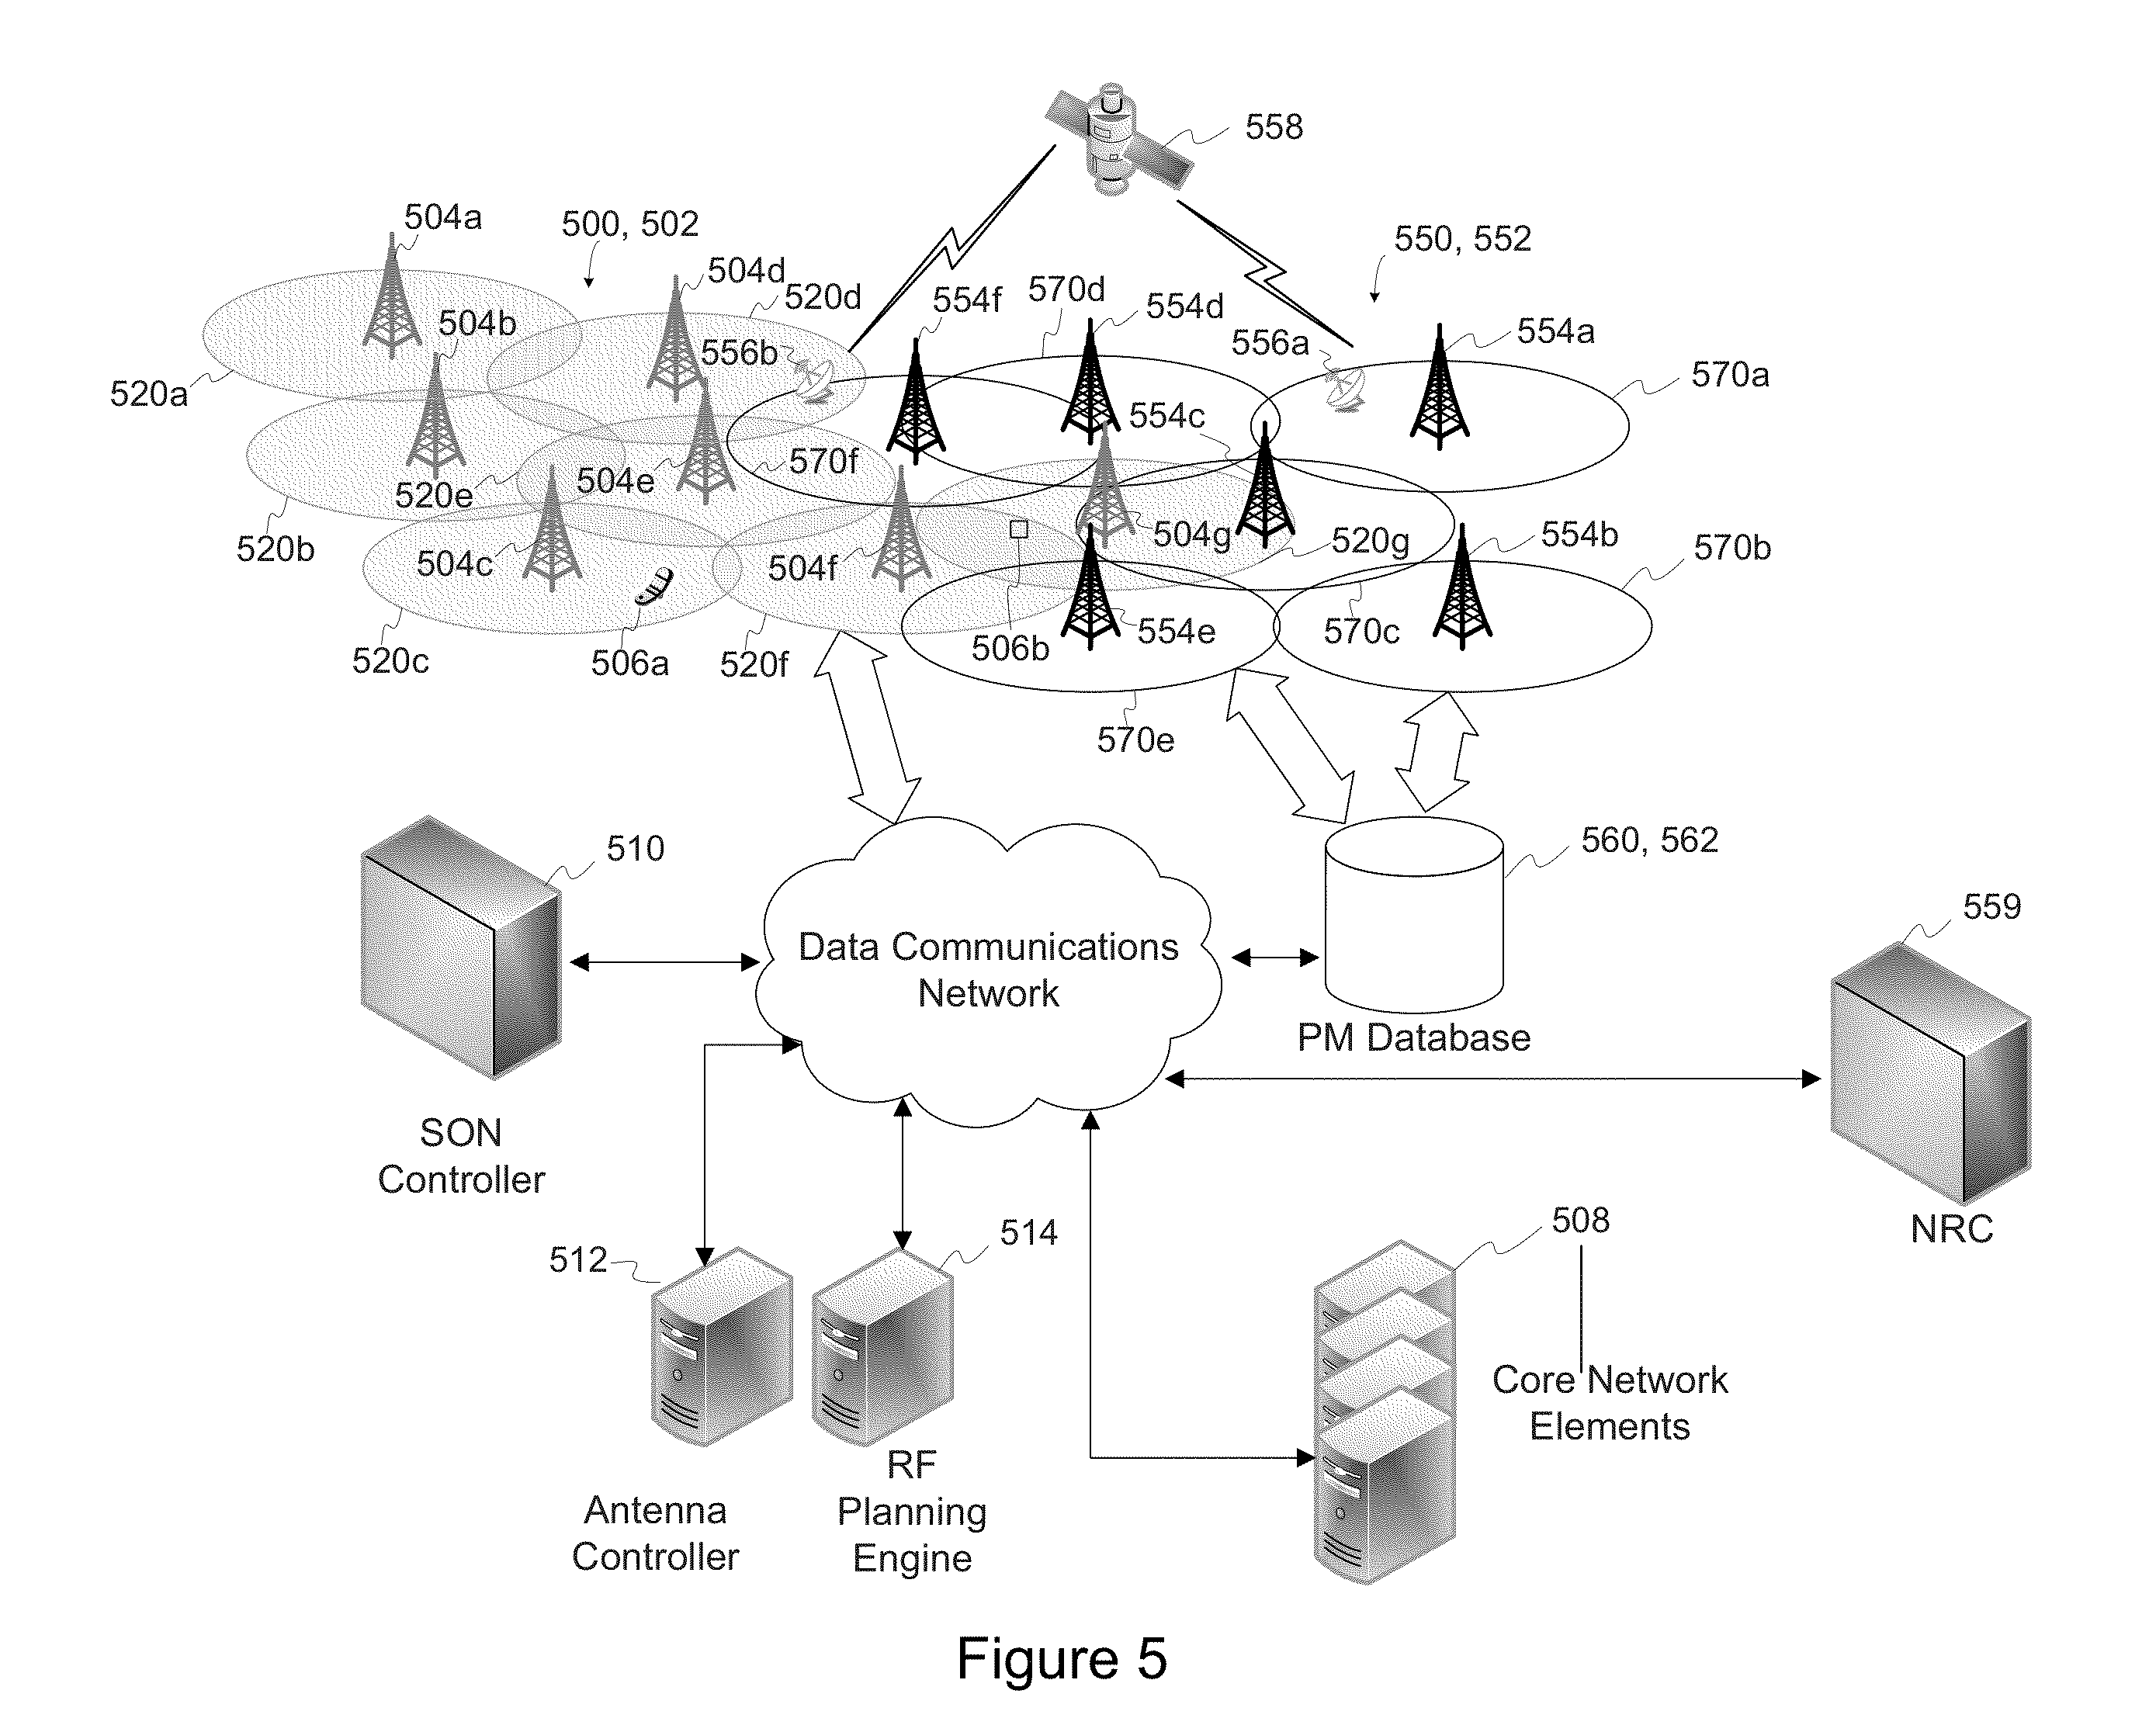 558
504a
500, 502
550, 552
504d
520d
554f
570d
554d
504b
556b
556a
554a
520a
570a
554c
520e
504e
570f
520b
504c
504f
504g
520g
554b
570b
520c
506a
520f
506b
554e
570c
570e
510
560, 562
559
Data Communications
Network
PM Database
SON
Controller
NRC
512
514
508
Core Network
Elements
RF
Planning
Engine
Antenna
Controller
Figure 5